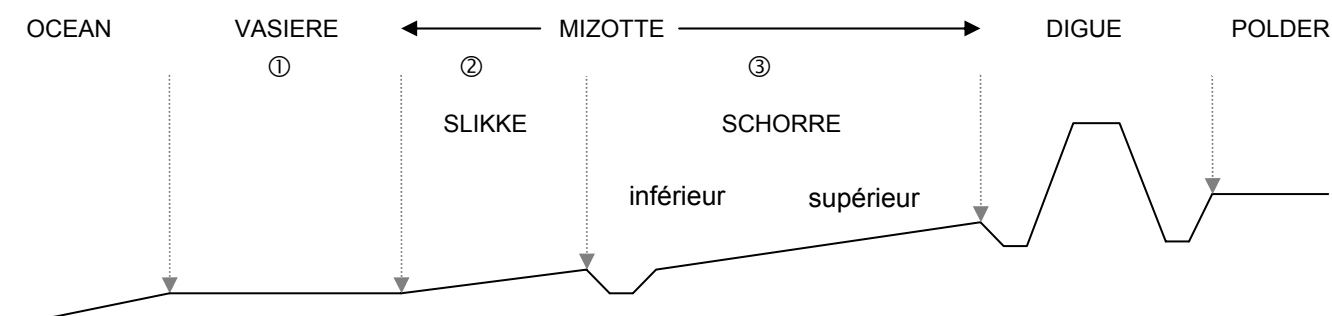 OCEAN VASIERE MIZOTTE DIGUE POLDER
① ② ③
SLIKKE SCHORRE
inférieur supérieur